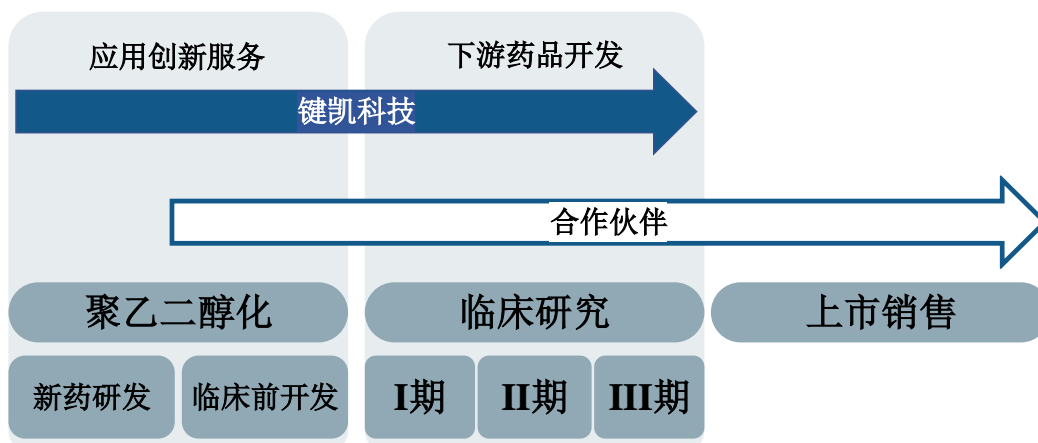 应用创新服务
下游药品开发
键凯科技
合作伙伴
聚乙二醇化
临床研究
上市销售
新药研发
临床前开发
I期
II期
III期